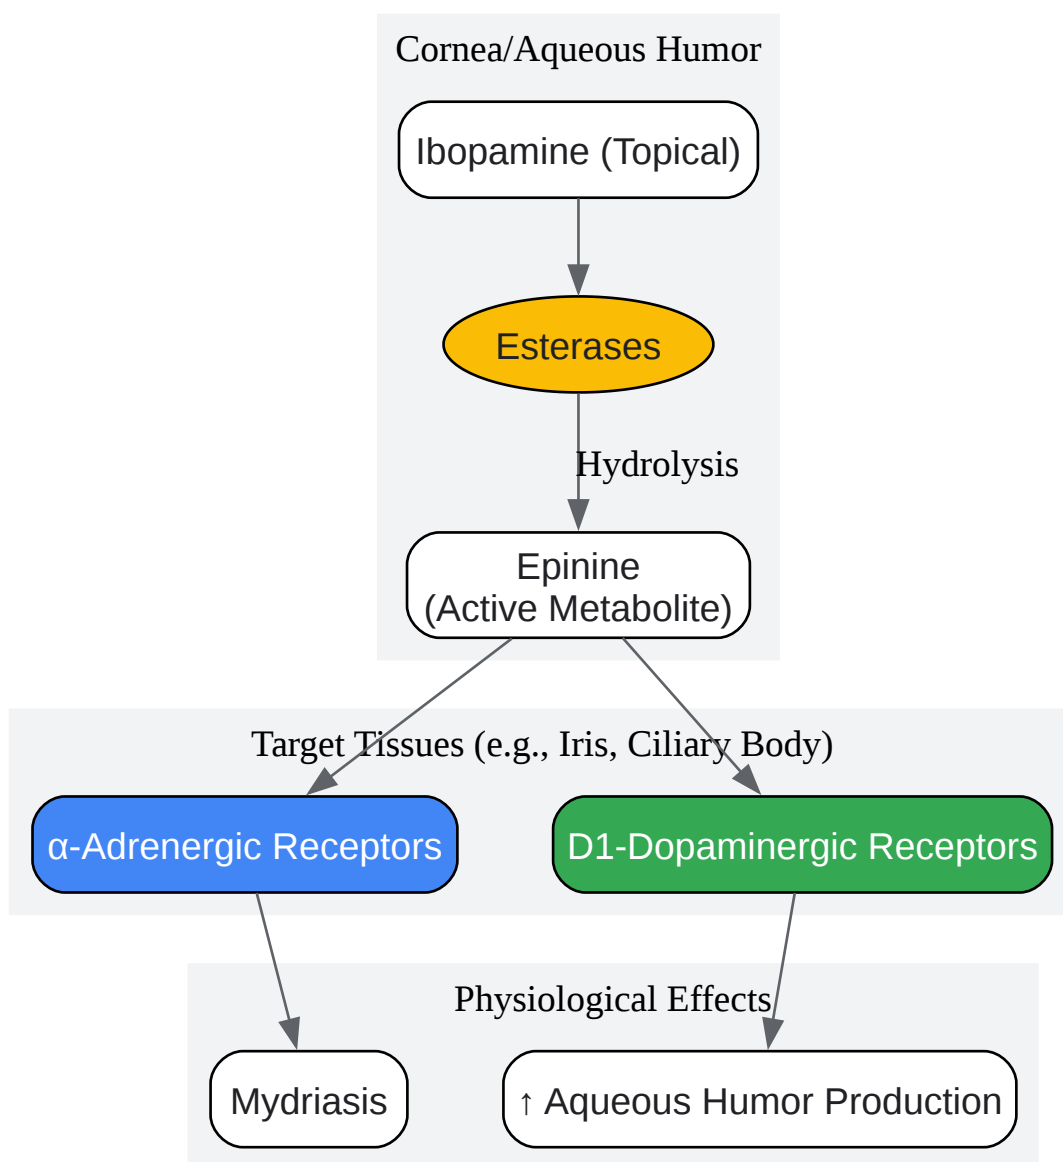 Cornea/Aqueous Humor
Ibopamine (Topical)
Esterases
Hydrolysis
Epinine
(Active Metabolite)
Target Tissues (e.g., Iris, Ciliary Body)
α-Adrenergic Receptors
D1-Dopaminergic Receptors
Physiological Effects
Mydriasis
↑ Aqueous Humor Production